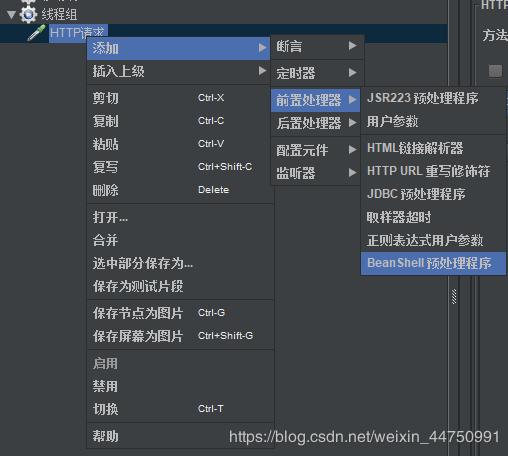 线程组
HTTP请求
HTTP
方法
添加
插入上级
剪切 Ctrl-X
复制 Ctrl-C
粘贴 Ctrl-V
复写 Ctrl+Shift-C
删除 Delete
打开...
合并
选中部分保存为...
保存为测试片段
保存节点为图片 Ctrl-G
保存屏幕为图片 Ctrl+Shift-G
启用
禁用
切换 Ctrl-T
帮助
断言
定时器
前置处理器
后置处理器
配置元件
监听器
JSR223 预处理程序
用户参数
HTML链接解析器
HTTP URL 重写修饰符
JDBC 预处理程序
取样器超时
正则表达式用户参数
BeanShell 预处理程序
https://blog.csdn.net/weixin_44750991